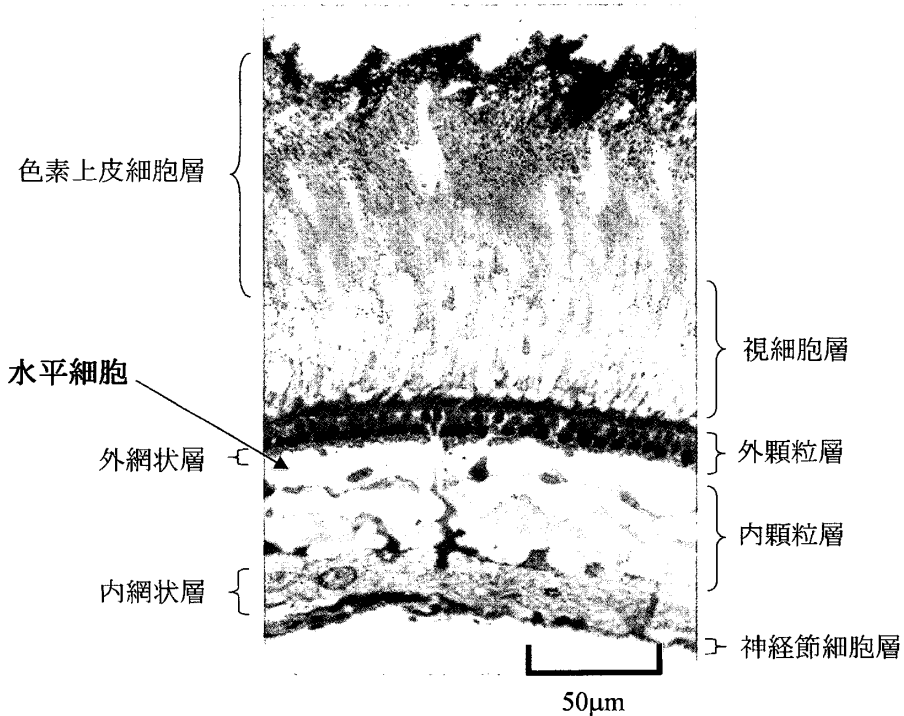 色素上皮細胞層
視細胞層
水平細胞
外網状層
外顆粒層
内顆粒層
内網状層
神経節細胞層
50μm